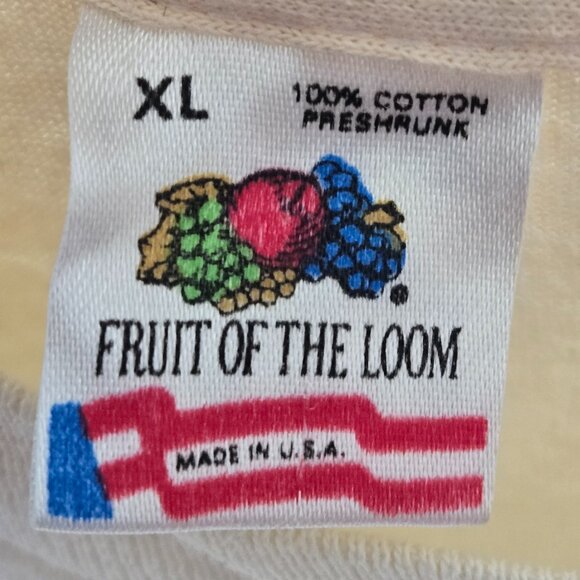 XL
100% COTTON
PRESHRUNK
®
FRUIT OF THE LOOM
MADE IN U.S.A.